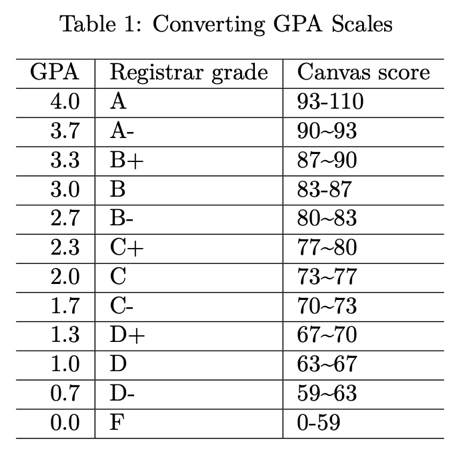 Table 1: Converting GPA Scales
GPA Registrar grade Canvas score
4.0 A 93-110
3.7 A- 90~93
3.3 B+ 87~90
3.0 B 83-87
2.7 B- 80~83
2.3 C+ 77~80
2.0 C 73~77
1.7 C- 70~73
1.3 D+ 67~70
1.0 D 63~67
0.7 D- 59~63
0.0 F 0-59